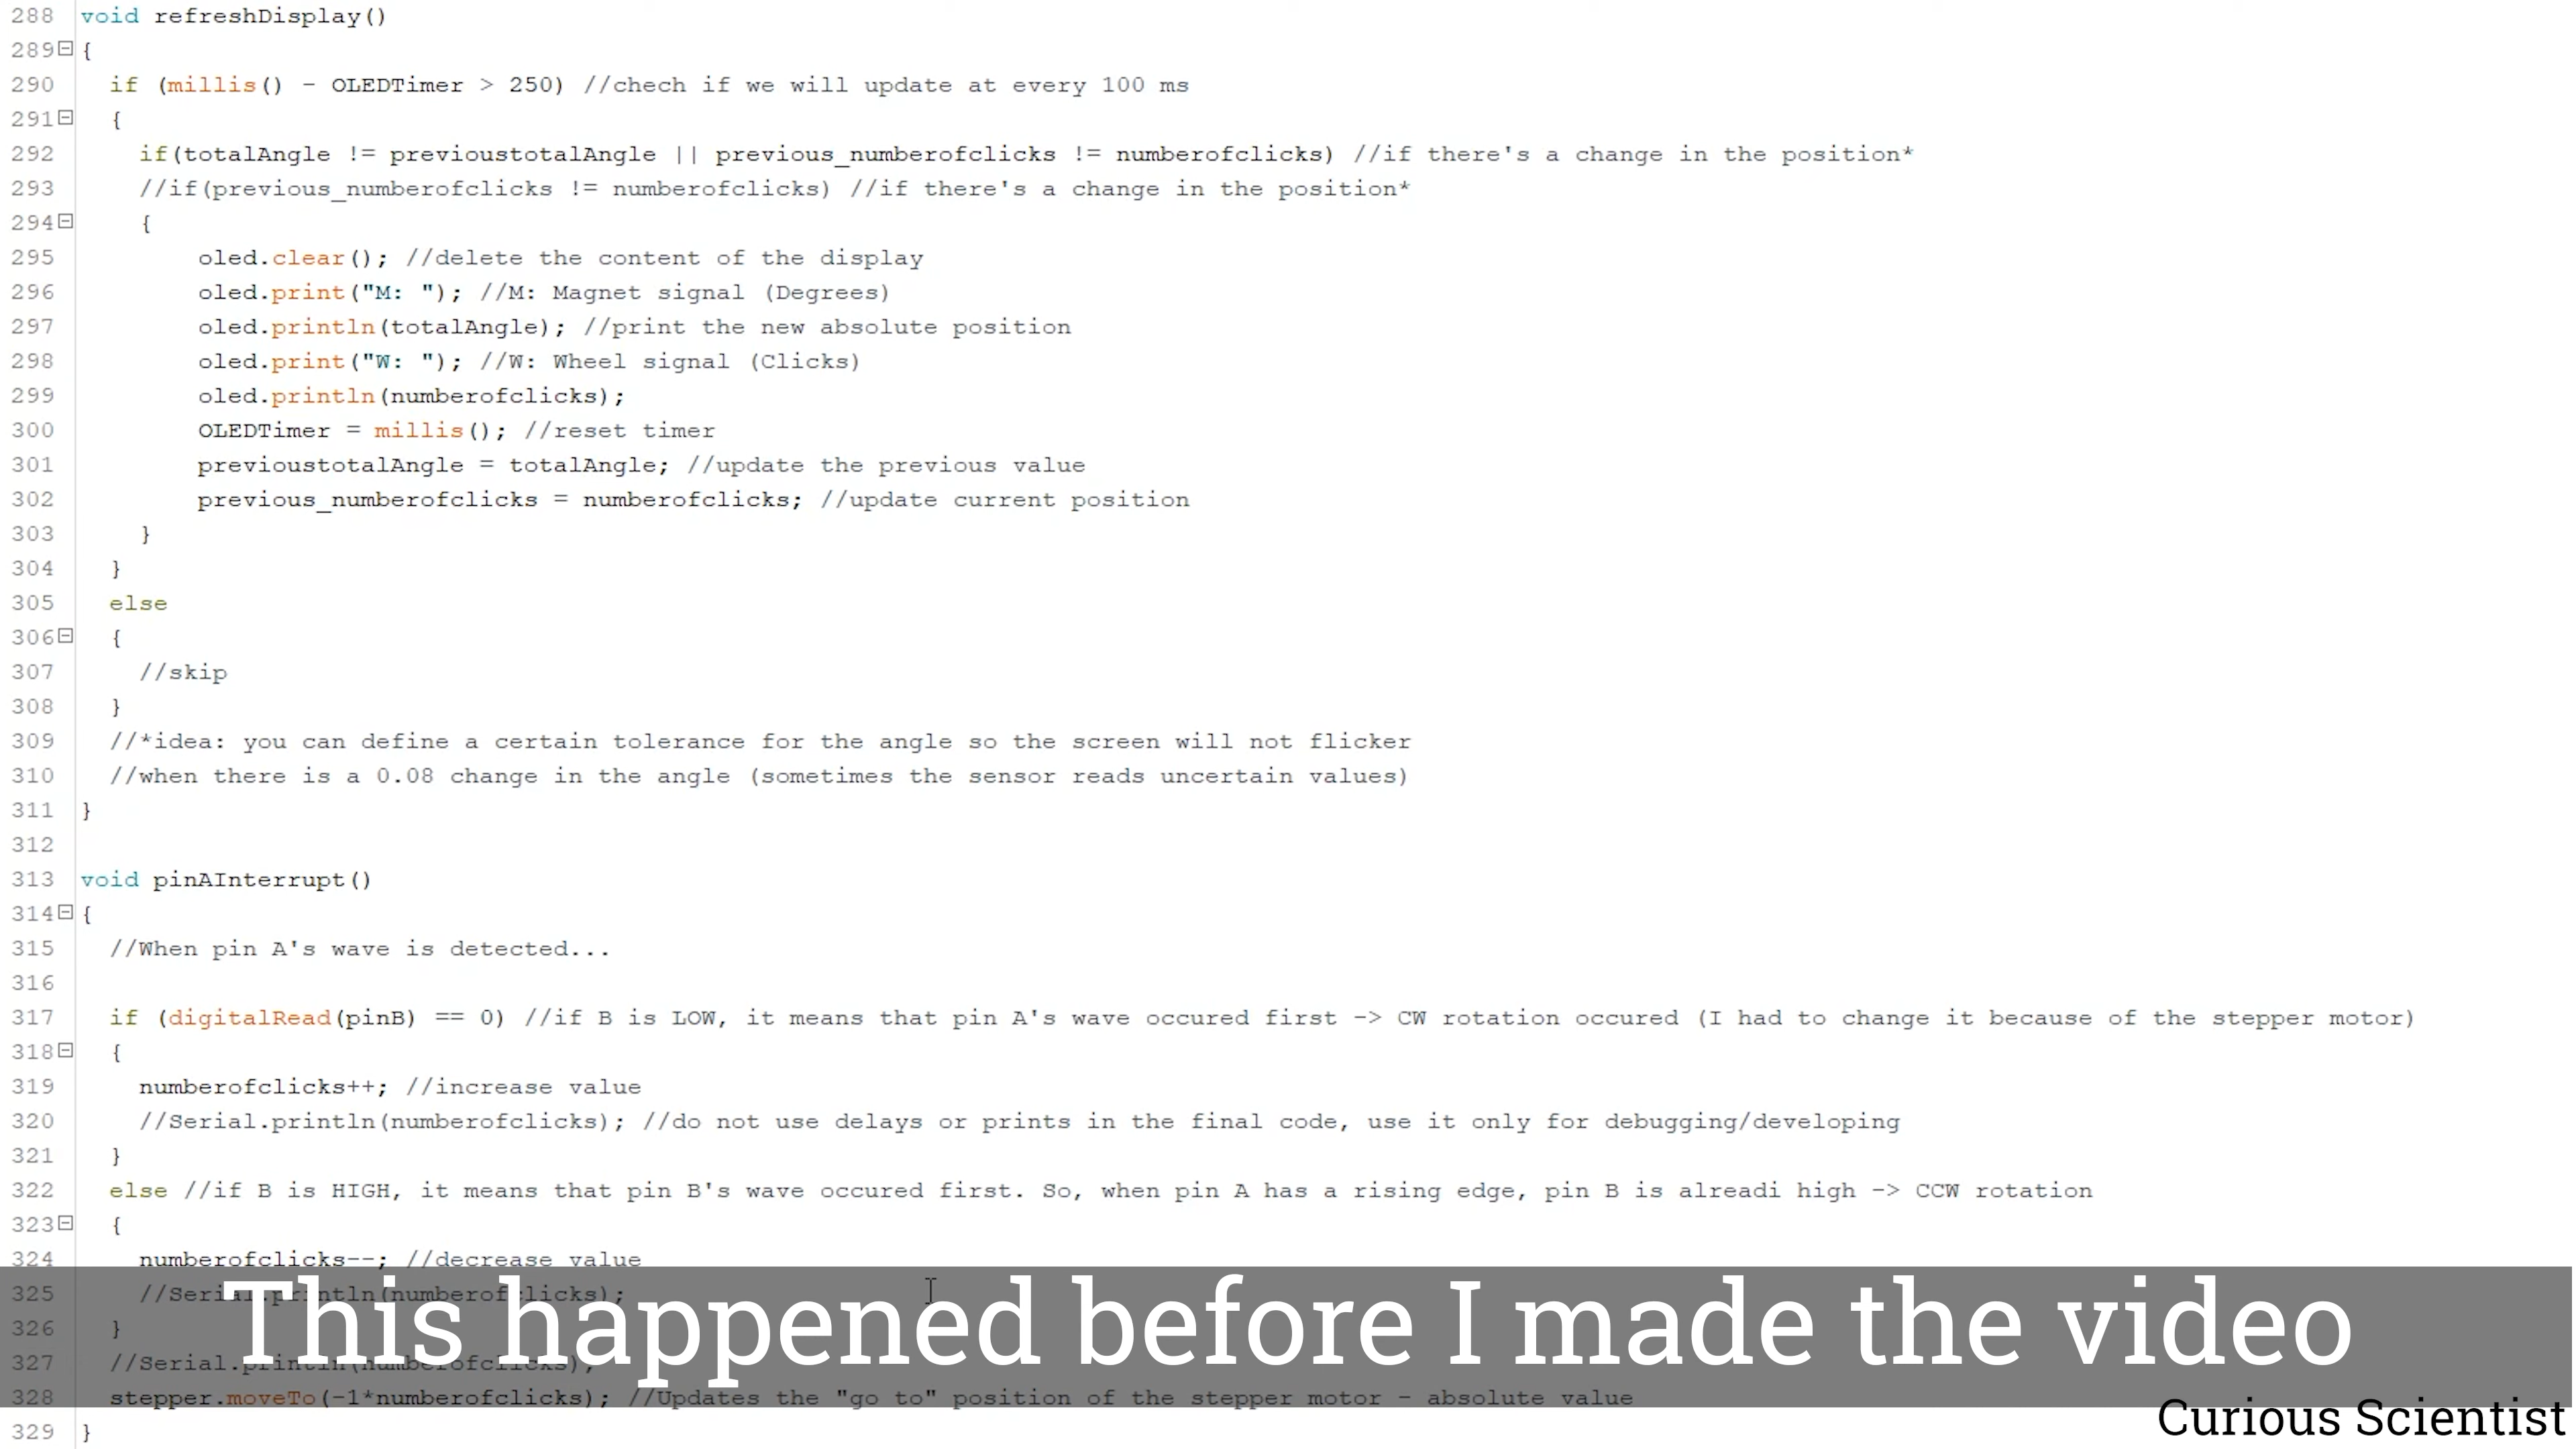 288 void refreshDisplay()
289 {
290 if (millis() - OLEDTimer > 250) //chech if we will update at every 100 ms
291 {
292 if(totalAngle != previoustotalAngle || previous_numberofclicks != numberofclicks) //if there's a change in the position*
293 //if(previous_numberofclicks != numberofclicks) //if there's a change in the position*
294 {
295 oled.clear(); //delete the content of the display
296 oled.print("M: "); //M: Magnet signal (Degrees)
297 oled.println(totalAngle); //print the new absolute position
298 oled.print("W: "); //W: Wheel signal (Clicks)
299 oled.println(numberofclicks);
300 OLEDTimer = millis(); //reset timer
301 previoustotalAngle = totalAngle; //update the previous value
302 previous_numberofclicks = numberofclicks; //update current position
303 }
304 }
305 else
306 {
307 //skip
308 }
309 //*idea: you can define a certain tolerance for the angle so the screen will not flicker
310 //when there is a 0.08 change in the angle (sometimes the sensor reads uncertain values)
311 }
312
313 void pinAInterrupt()
314 {
315 //When pin A's wave is detected...
316
317 if (digitalRead(pinB) == 0) //if B is LOW, it means that pin A's wave occured first -> CW rotation occured (I had to change it because of the stepper motor)
318 {
319 numberofclicks++; //increase value
320 //Serial.println(numberofclicks); //do not use delays or prints in the final code, use it only for debugging/developing
321 }
322 else //if B is HIGH, it means that pin B's wave occured first. So, when pin A has a rising edge, pin B is alreadi high -> CCW rotation
323 {
324 numberofclicks--; //decrease value
325 //Serial.println(numberofclicks);
326 }
327 //Serial.println(numberofclicks);
328 stepper.moveTo(-1*numberofclicks); //Updates the "go to" position of the stepper motor - absolute value
329 }
This happened before I made the video
Curious Scientist